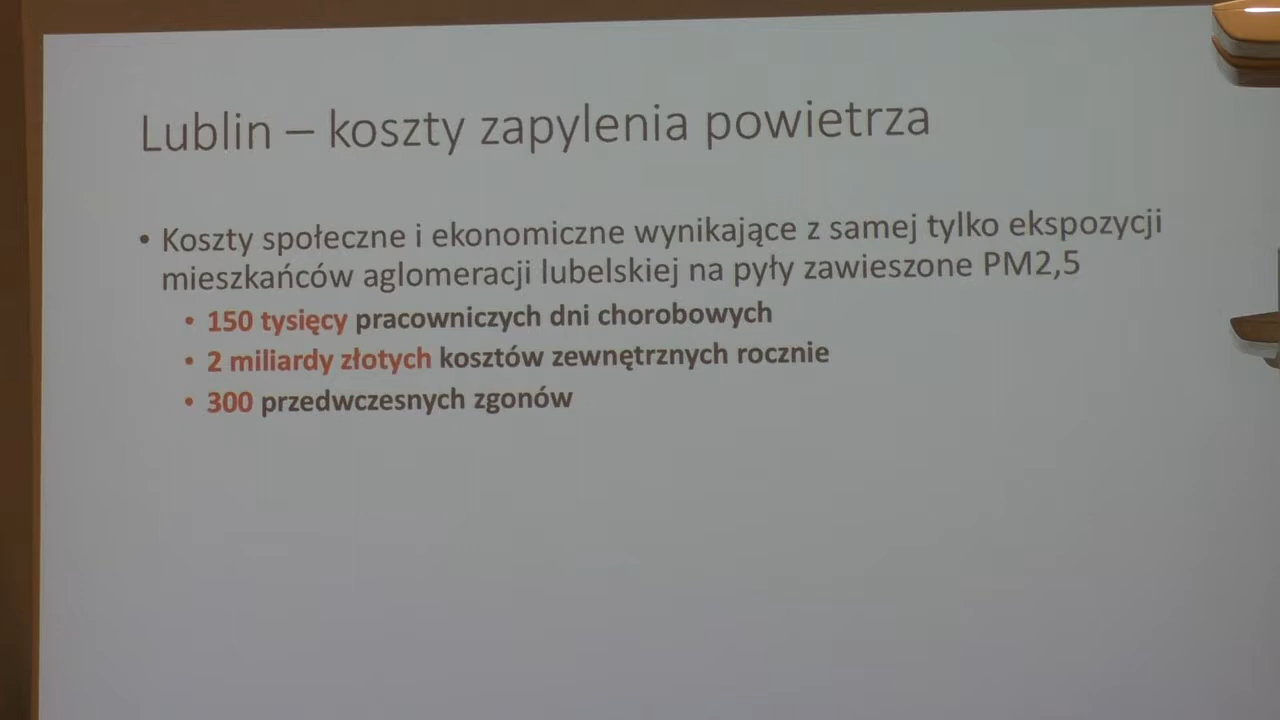 Lublin – koszty zapylenia powietrza
• Koszty społeczne i ekonomiczne wynikające z samej tylko ekspozycji
mieszkańców aglomeracji lubelskiej na pyły zawieszone PM2,5
• 150 tysięcy pracowniczych dni chorobowych
• 2 miliardy złotych kosztów zewnętrznych rocznie
• 300 przedwczesnych zgonów